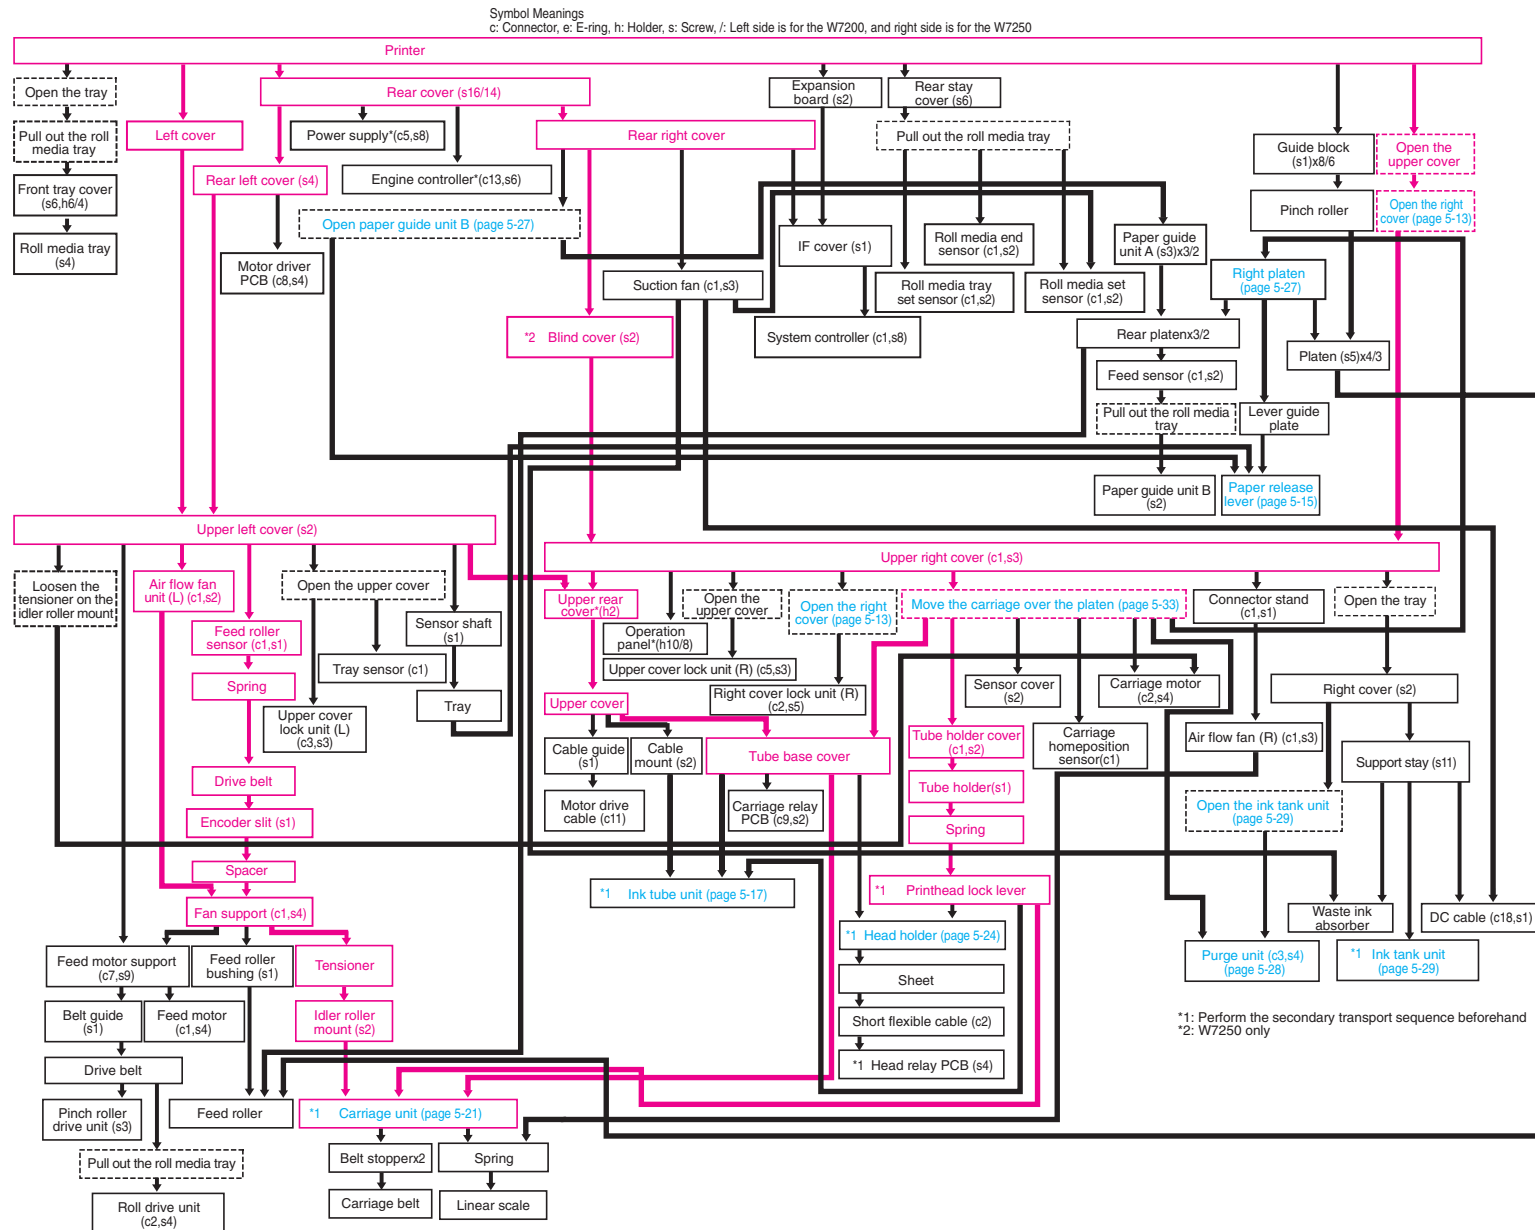 Symbol Meanings
c: Connector, e: E-ring, h: Holder, s: Screw, /: Left side is for the W7200, and right side is for the W7250
Printer
Open the tray
Rear cover (s16/14)
Expansion
board (s2)
Rear stay
cover (s6)
Pull out the roll
media tray
Left cover
Power supply*(c5,s8)
Rear right cover
Pull out the roll media tray
Guide block
(s1)x8/6
Open the
upper cover
Front tray cover
(s6,h6/4)
Rear left cover (s4)
Engine controller*(c13,s6)
Open paper guide unit B (page 5-27)
Pinch roller
Open the right
cover (page 5-13)
Roll media tray
(s4)
Motor driver
PCB (c8,s4)
IF cover (s1)
Roll media end
sensor (c1,s2)
Paper guide
unit A (s3)x3/2
Suction fan (c1,s3)
Roll media tray
set sensor (c1,s2)
Roll media set
sensor (c1,s2)
Right platen
(page 5-27)
*2 Blind cover (s2)
System controller (c1,s8)
Rear platenx3/2
Platen (s5)x4/3
Feed sensor (c1,s2)
Pull out the roll media
tray
Lever guide
plate
Paper guide unit B
(s2)
Paper release
lever (page 5-15)
Upper left cover (s2)
Upper right cover (c1,s3)
Loosen the
tensioner on the
idler roller mount
Air flow fan
unit (L) (c1,s2)
Open the upper cover
Upper rear
cover*(h2)
Open the
upper cover
Open the right
cover (page 5-13)
Move the carriage over the platen (page 5-33)
Connector stand
(c1,s1)
Open the tray
Feed roller
sensor (c1,s1)
Sensor shaft
(s1)
Operation
panel*(h10/8)
Tray sensor (c1)
Upper cover lock unit (R) (c5,s3)
Spring
Right cover lock unit (R)
(c2,s5)
Sensor cover
(s2)
Carriage motor
(c2,s4)
Right cover (s2)
Upper cover
lock unit (L)
(c3,s3)
Tray
Upper cover
Cable guide
(s1)
Cable
mount (s2)
Tube base cover
Tube holder cover
(c1,s2)
Carriage
homeposition
sensor(c1)
Air flow fan (R) (c1,s3)
Support stay (s11)
Drive belt
Motor drive
cable (c11)
Carriage relay
PCB (c9,s2)
Tube holder(s1)
Open the ink tank unit
(page 5-29)
Encoder slit (s1)
Spring
Spacer
*1 Ink tube unit (page 5-17)
*1 Printhead lock lever
Fan support (c1,s4)
Waste ink
absorber
DC cable (c18,s1)
*1 Head holder (page 5-24)
Feed motor support
(c7,s9)
Feed roller
bushing (s1)
Tensioner
Purge unit (c3,s4)
(page 5-28)
*1 Ink tank unit
(page 5-29)
Sheet
Belt guide
(s1)
Feed motor
(c1,s4)
Idler roller
mount (s2)
Short flexible cable (c2)
*1: Perform the secondary transport sequence beforehand
*2: W7250 only
Drive belt
*1 Head relay PCB (s4)
Pinch roller
drive unit (s3)
Feed roller
*1 Carriage unit (page 5-21)
Pull out the roll media tray
Belt stopperx2
Spring
Roll drive unit
(c2,s4)
Carriage belt
Linear scale